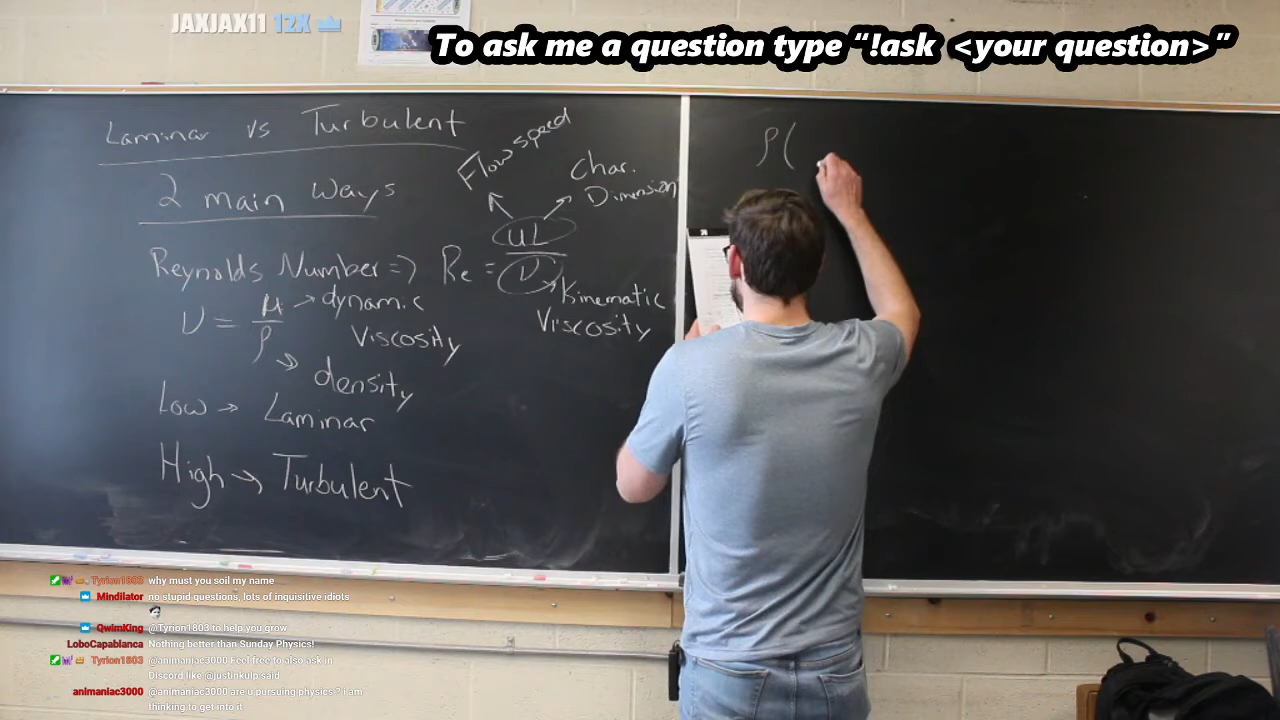 JAXJAX11 12X
To ask me a question type “!ask <your question>”
Laminar vs Turbulent
2 main ways
Flow speed
Char.
Dimension
Reynolds Number => Re = uL / ν
Kinematic
Viscosity
ν = μ / ρ
dynamic
Viscosity
density
Low → Laminar
High → Turbulent
ρ(
Tyrion1803 why must you soil my name
Mindilator no stupid questions, lots of inquisitive idiots
QwimKing @Tyrion1803 to help you grow
LoboCapablanca Nothing better than Sunday Physics!
Tyrion1803 @animaniac3000 Feel free to also ask in
Discord like @justinkulp said
animaniac3000 @animaniac3000 are u pursuing physics ? i am
thinking to get into it